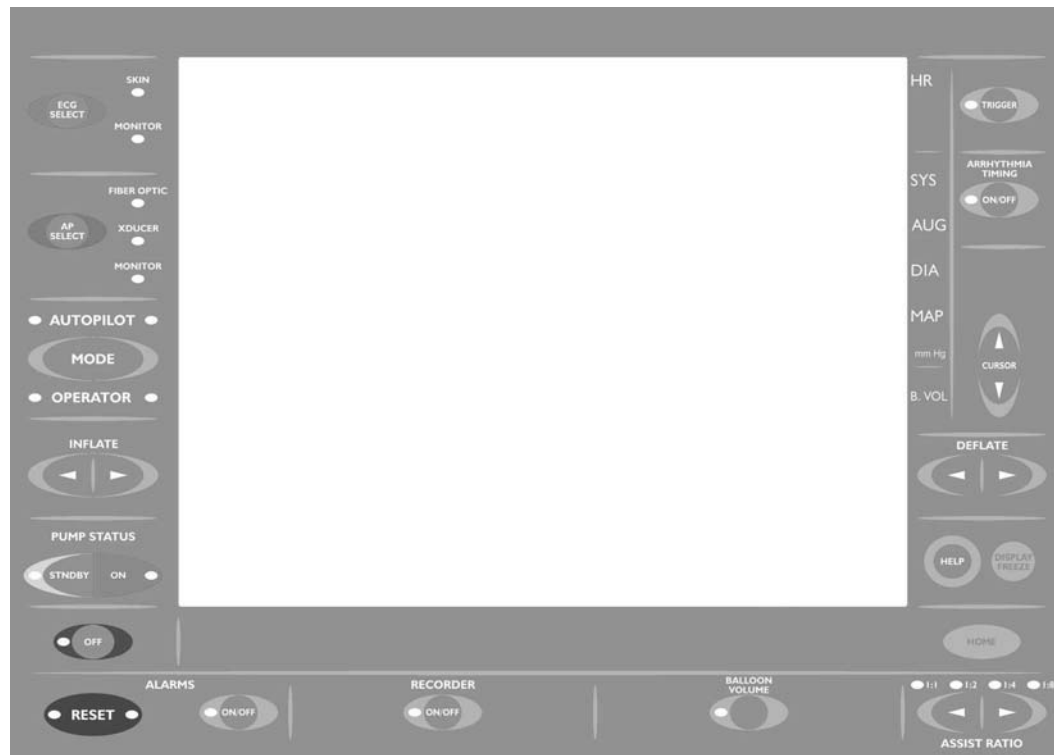 SKIN
ECG
SELECT
MONITOR
FIBER OPTIC
AP
SELECT
XDUCER
MONITOR
AUTOPILOT
MODE
OPERATOR
INFLATE
PUMP STATUS
STNDBY ON
OFF
HR
TRIGGER
ARRHYTHMIA
TIMING
ON/OFF
SYS
AUG
DIA
MAP
mm Hg
B. VOL
CURSOR
DEFLATE
HELP
DISPLAY
FREEZE
HOME
ALARMS
RESET
ON/OFF
RECORDER
ON/OFF
BALLOON
VOLUME
1:1 1:2 1:4 1:8
ASSIST RATIO